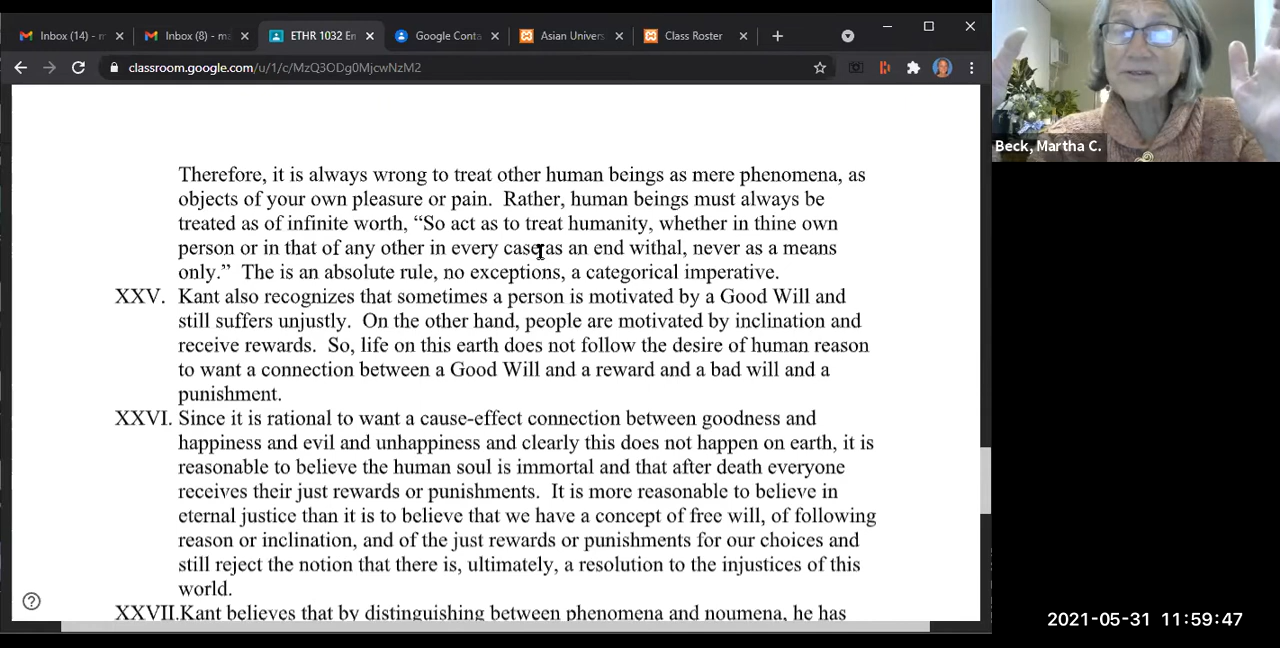 Inbox (14) - m
Inbox (8) - ma
ETHR 1032 En
Google Conta
Asian Univers
Class Roster
classroom.google.com/u/1/c/MzQ3ODg0MjcwNzM2
Beck, Martha C.
Therefore, it is always wrong to treat other human beings as mere phenomena, as
objects of your own pleasure or pain. Rather, human beings must always be
treated as of infinite worth, “So act as to treat humanity, whether in thine own
person or in that of any other in every case as an end withal, never as a means
only.” The is an absolute rule, no exceptions, a categorical imperative.
XXV. Kant also recognizes that sometimes a person is motivated by a Good Will and
still suffers unjustly. On the other hand, people are motivated by inclination and
receive rewards. So, life on this earth does not follow the desire of human reason
to want a connection between a Good Will and a reward and a bad will and a
punishment.
XXVI. Since it is rational to want a cause-effect connection between goodness and
happiness and evil and unhappiness and clearly this does not happen on earth, it is
reasonable to believe the human soul is immortal and that after death everyone
receives their just rewards or punishments. It is more reasonable to believe in
eternal justice than it is to believe that we have a concept of free will, of following
reason or inclination, and of the just rewards or punishments for our choices and
still reject the notion that there is, ultimately, a resolution to the injustices of this
world.
XXVII. Kant believes that by distinguishing between phenomena and noumena, he has
2021-05-31 11:59:47